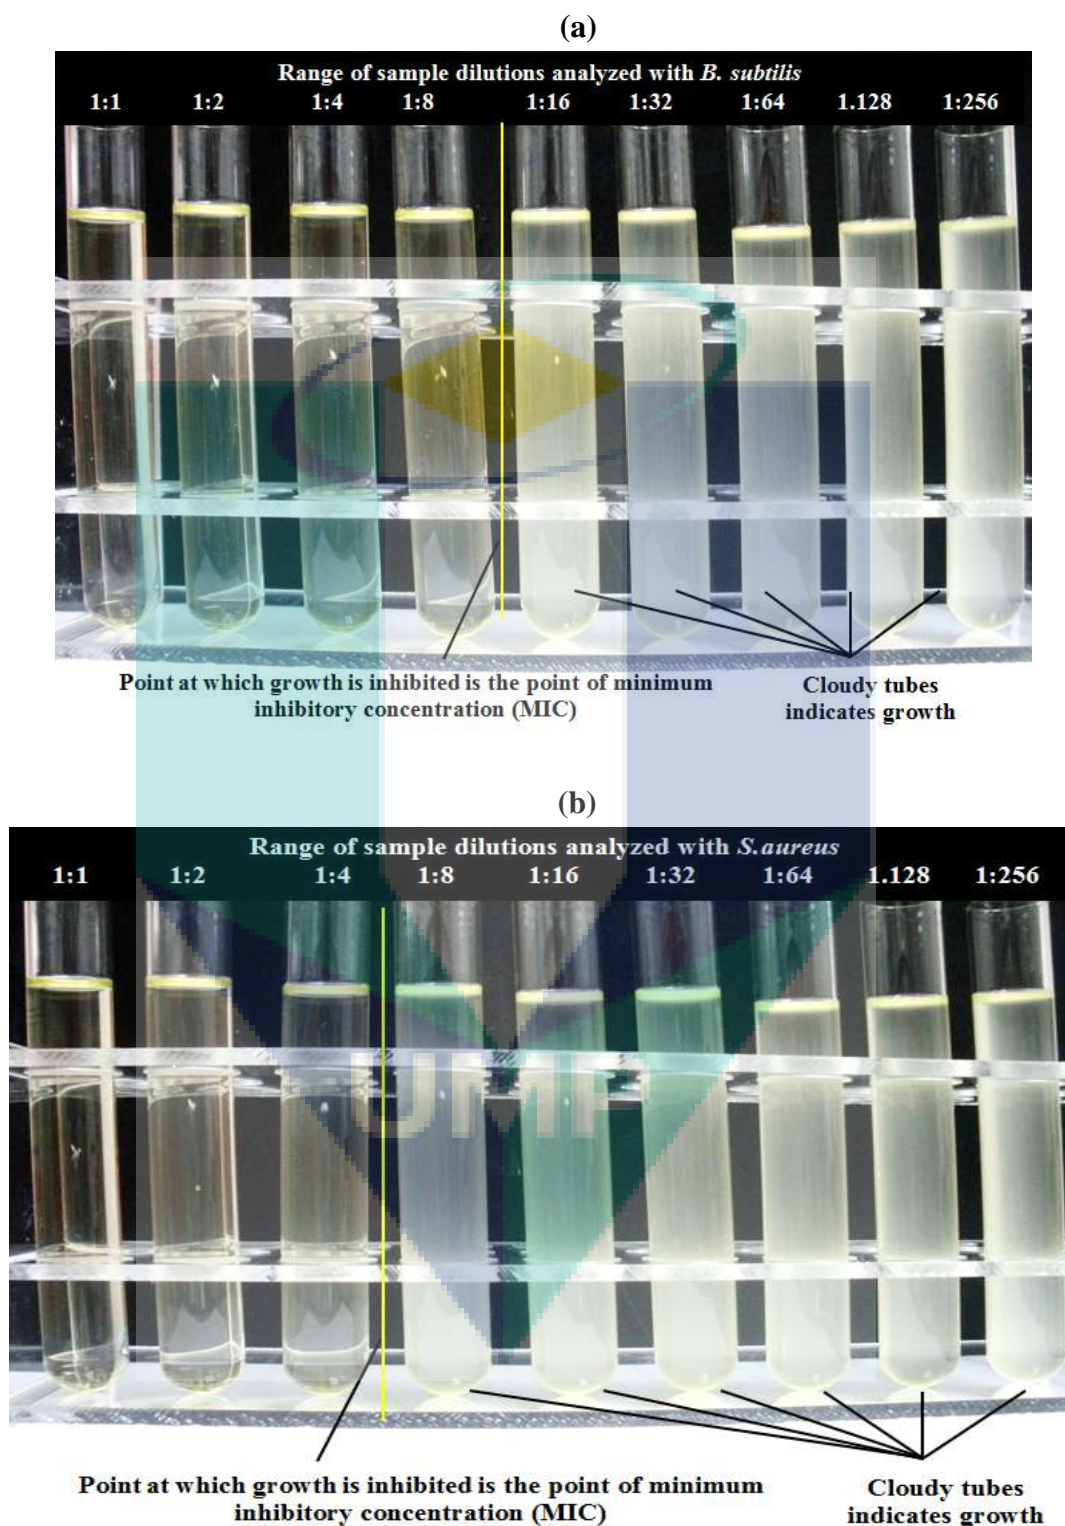 (a)
Range of sample dilutions analyzed with B. subtilis
1:1 1:2 1:4 1:8 1:16 1:32 1:64 1.128 1:256
Point at which growth is inhibited is the point of minimum
inhibitory concentration (MIC)
Cloudy tubes
indicates growth
(b)
Range of sample dilutions analyzed with S.aureus
1:1 1:2 1:4 1:8 1:16 1:32 1:64 1.128 1:256
UMP
Point at which growth is inhibited is the point of minimum
inhibitory concentration (MIC)
Cloudy tubes
indicates growth